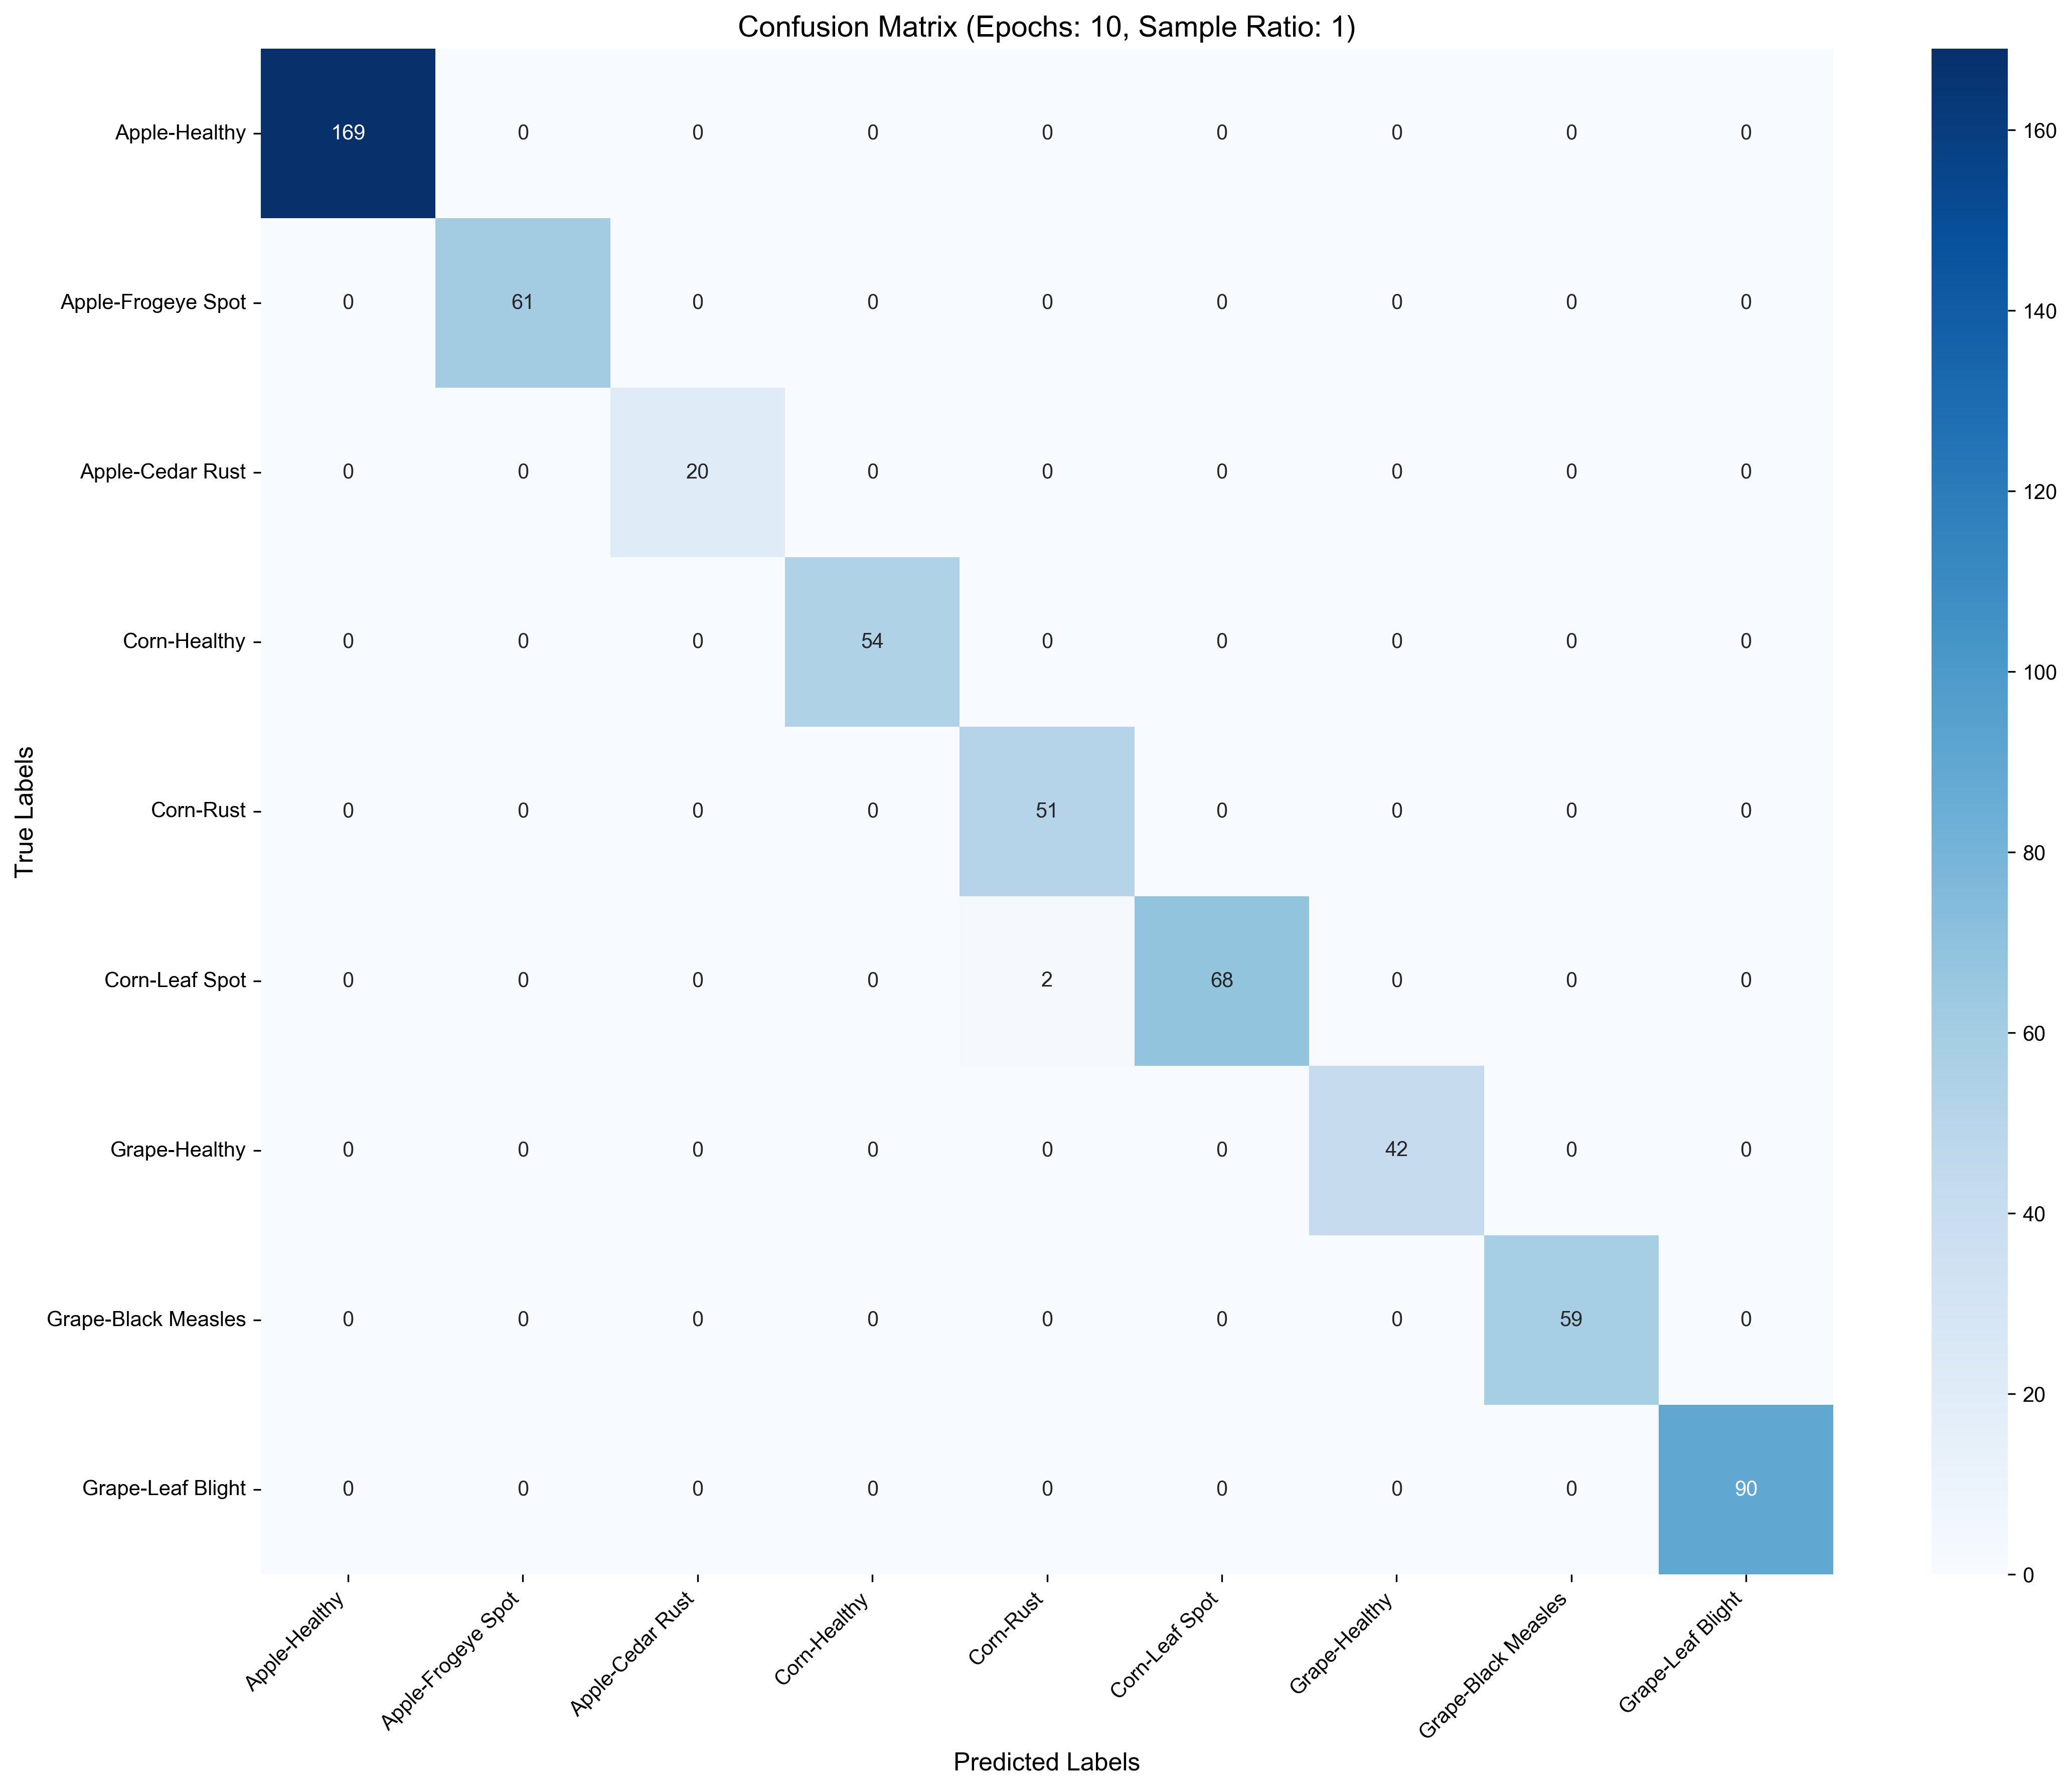 Confusion Matrix (Epochs: 10, Sample Ratio: 1)
True Labels
Apple-Healthy 169 0 0 0 0 0 0 0 0
Apple-Frogeye Spot 0 61 0 0 0 0 0 0 0
Apple-Cedar Rust 0 0 20 0 0 0 0 0 0
Corn-Healthy 0 0 0 54 0 0 0 0 0
Corn-Rust 0 0 0 0 51 0 0 0 0
Corn-Leaf Spot 0 0 0 0 2 68 0 0 0
Grape-Healthy 0 0 0 0 0 0 42 0 0
Grape-Black Measles 0 0 0 0 0 0 0 59 0
Grape-Leaf Blight 0 0 0 0 0 0 0 0 90
Apple-Healthy
Apple-Frogeye Spot
Apple-Cedar Rust
Corn-Healthy
Corn-Rust
Corn-Leaf Spot
Grape-Healthy
Grape-Black Measles
Grape-Leaf Blight
Predicted Labels
160
140
120
100
80
60
40
20
0